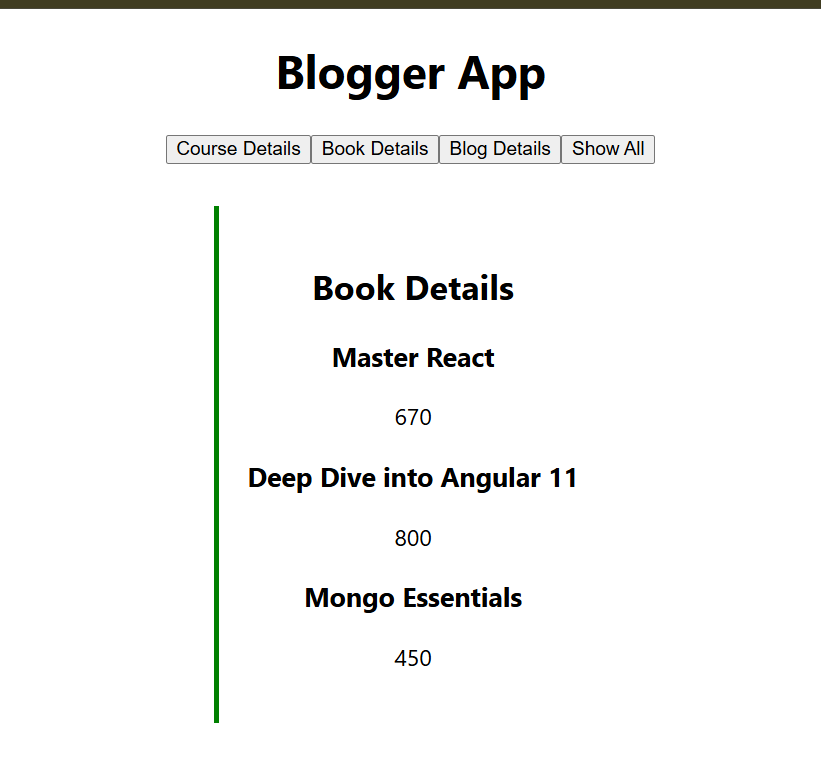 Blogger App
Course Details Book Details Blog Details Show All
Book Details
Master React
670
Deep Dive into Angular 11
800
Mongo Essentials
450